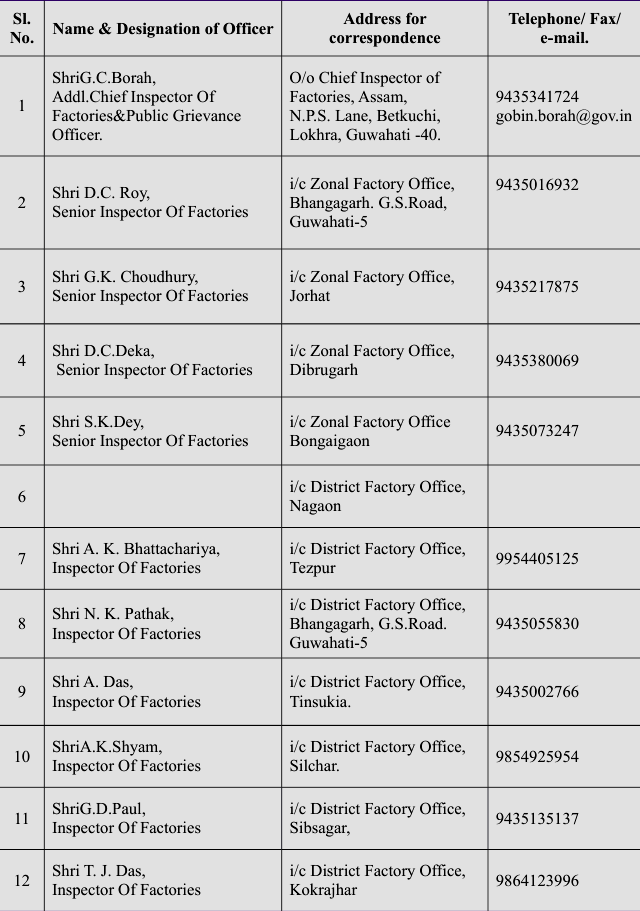 Sl.
No.
Name & Designation of Officer
Address for
correspondence
Telephone/ Fax/
e-mail.
1
ShriG.C.Borah,
Addl.Chief Inspector Of
Factories&Public Grievance
Officer.
O/o Chief Inspector of
Factories, Assam,
N.P.S. Lane, Betkuchi,
Lokhra, Guwahati -40.
9435341724
gobin.borah@gov.in
2
Shri D.C. Roy,
Senior Inspector Of Factories
i/c Zonal Factory Office,
Bhangagarh. G.S.Road,
Guwahati-5
9435016932
3
Shri G.K. Choudhury,
Senior Inspector Of Factories
i/c Zonal Factory Office,
Jorhat
9435217875
4
Shri D.C.Deka,
Senior Inspector Of Factories
i/c Zonal Factory Office,
Dibrugarh
9435380069
5
Shri S.K.Dey,
Senior Inspector Of Factories
i/c Zonal Factory Office
Bongaigaon
9435073247
6
i/c District Factory Office,
Nagaon
7
Shri A. K. Bhattachariya,
Inspector Of Factories
i/c District Factory Office,
Tezpur
9954405125
8
Shri N. K. Pathak,
Inspector Of Factories
i/c District Factory Office,
Bhangagarh, G.S.Road.
Guwahati-5
9435055830
9
Shri A. Das,
Inspector Of Factories
i/c District Factory Office,
Tinsukia.
9435002766
10
ShriA.K.Shyam,
Inspector Of Factories
i/c District Factory Office,
Silchar.
9854925954
11
ShriG.D.Paul,
Inspector Of Factories
i/c District Factory Office,
Sibsagar,
9435135137
12
Shri T. J. Das,
Inspector Of Factories
i/c District Factory Office,
Kokrajhar
9864123996